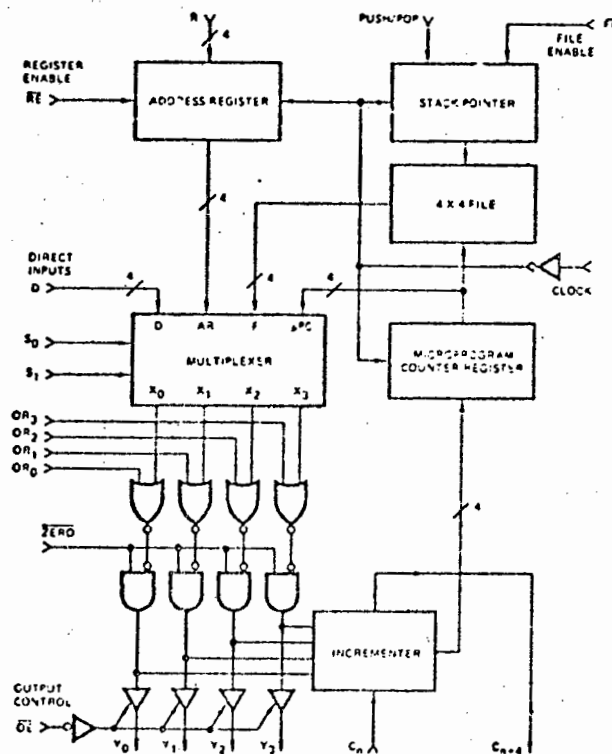 R
PUSH/POP
FILE
ENABLE
4
REGISTER
ENABLE
RE
ADDRESS REGISTER
STACK POINTER
4
4 X 4 FILE
DIRECT
INPUTS
D
4
4
4
CLOCK
D AR F μPC
S0
MULTIPLEXER
S1
MICROPROGRAM
COUNTER REGISTER
X0 X1 X2 X3
OR3
OR2
OR1
OR0
4
ZERO
INCREMENTER
OUTPUT
CONTROL
OE
Y0 Y1 Y2 Y3 Cn Cn+4